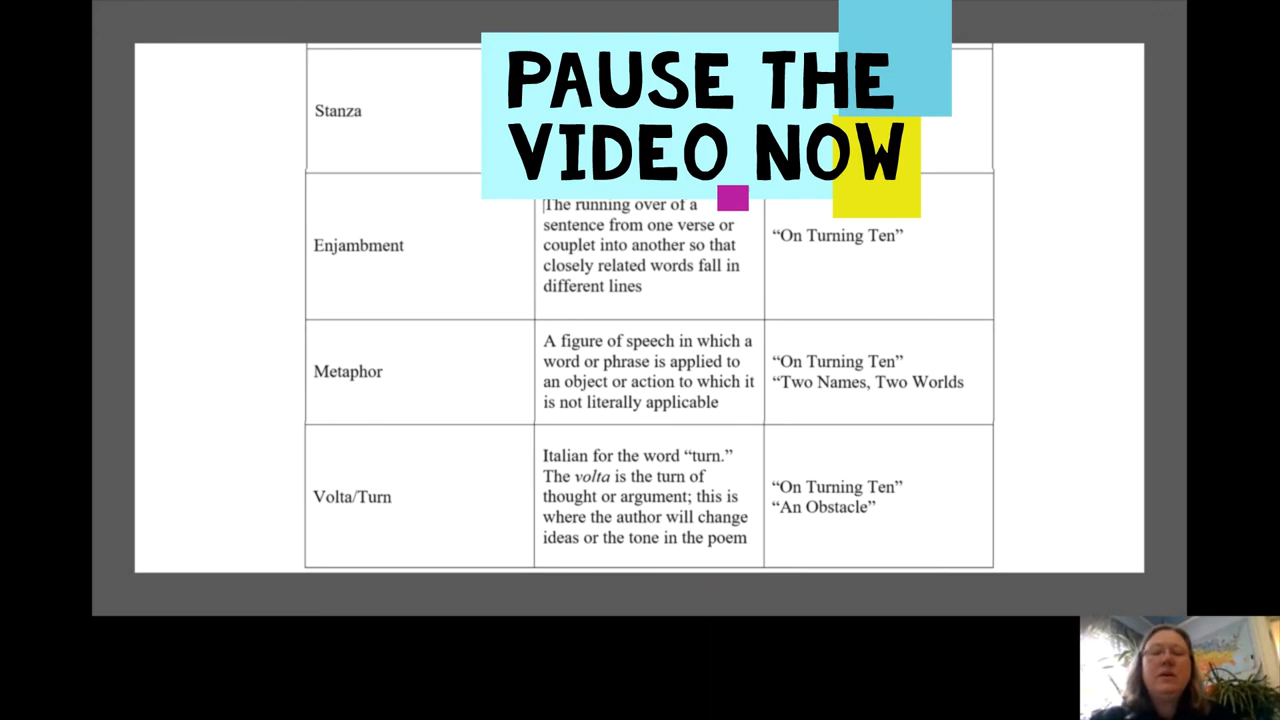 PAUSE THE
VIDEO NOW
Stanza
Enjambment
The running over of a
sentence from one verse or
couplet into another so that
closely related words fall in
different lines
“On Turning Ten”
Metaphor
A figure of speech in which a
word or phrase is applied to
an object or action to which it
is not literally applicable
“On Turning Ten”
“Two Names, Two Worlds
Volta/Turn
Italian for the word “turn.”
The volta is the turn of
thought or argument; this is
where the author will change
ideas or the tone in the poem
“On Turning Ten”
“An Obstacle”